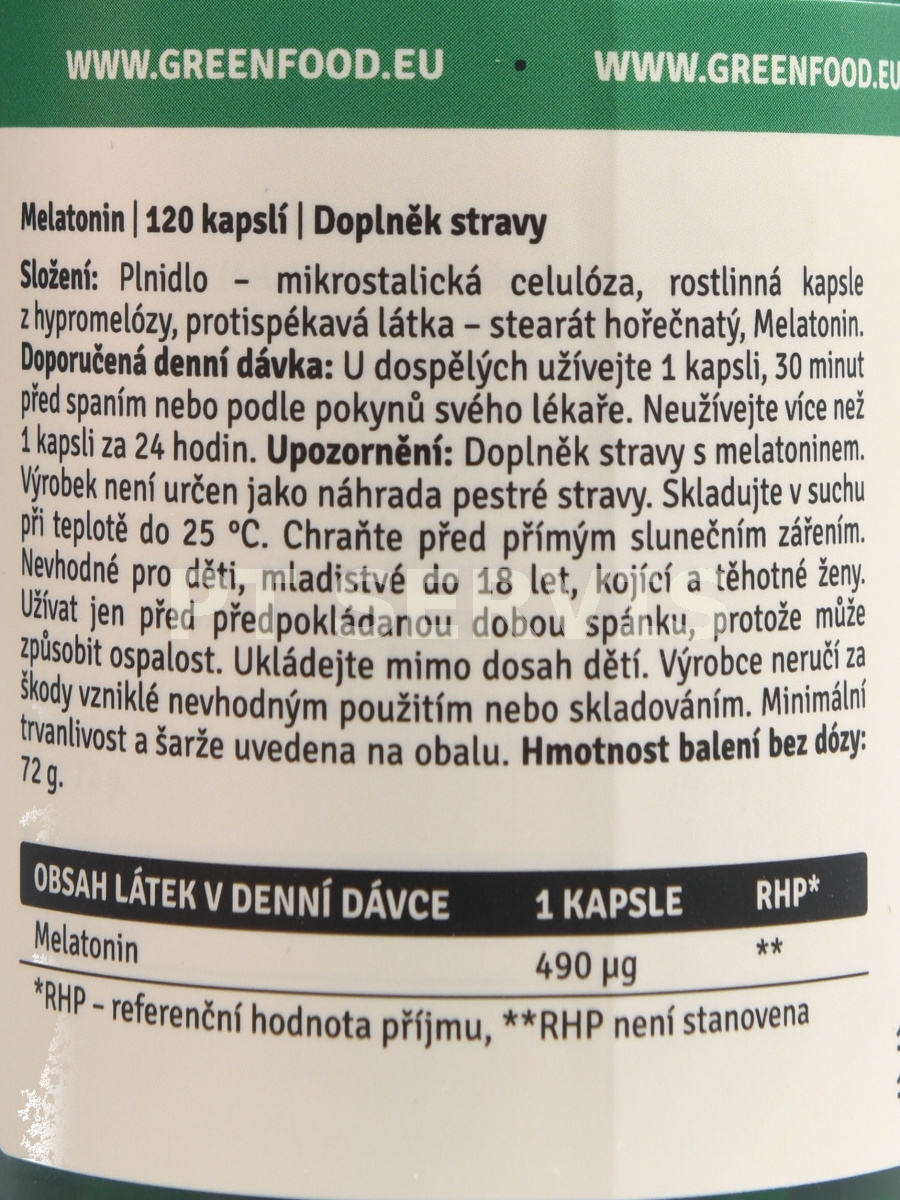 WWW.GREENFOOD.EU • WWW.GREENFOOD.EU
Melatonin | 120 kapslí | Doplněk stravy
Složení: Plnidlo – mikrostalická celulóza, rostlinná kapsle
z hypromelózy, protispékavá látka – stearát hořečnatý, Melatonin.
Doporučená denní dávka: U dospělých užívejte 1 kapsli, 30 minut
před spaním nebo podle pokynů svého lékaře. Neužívejte více než
1 kapsli za 24 hodin. Upozornění: Doplněk stravy s melatoninem.
Výrobek není určen jako náhrada pestré stravy. Skladujte v suchu
při teplotě do 25 °C. Chraňte před přímým slunečním zářením.
Nevhodné pro děti, mladistvé do 18 let, kojící a těhotné ženy.
Užívat jen před předpokládanou dobou spánku, protože může
způsobit ospalost. Ukládejte mimo dosah dětí. Výrobce neručí za
škody vzniklé nevhodným použitím nebo skladováním. Minimální
trvanlivost a šarže uvedena na obalu. Hmotnost balení bez dózy:
72 g.
OBSAH LÁTEK V DENNÍ DÁVCE 1 KAPSLE RHP*
Melatonin 490 µg **
*RHP – referenční hodnota příjmu, **RHP není stanovena